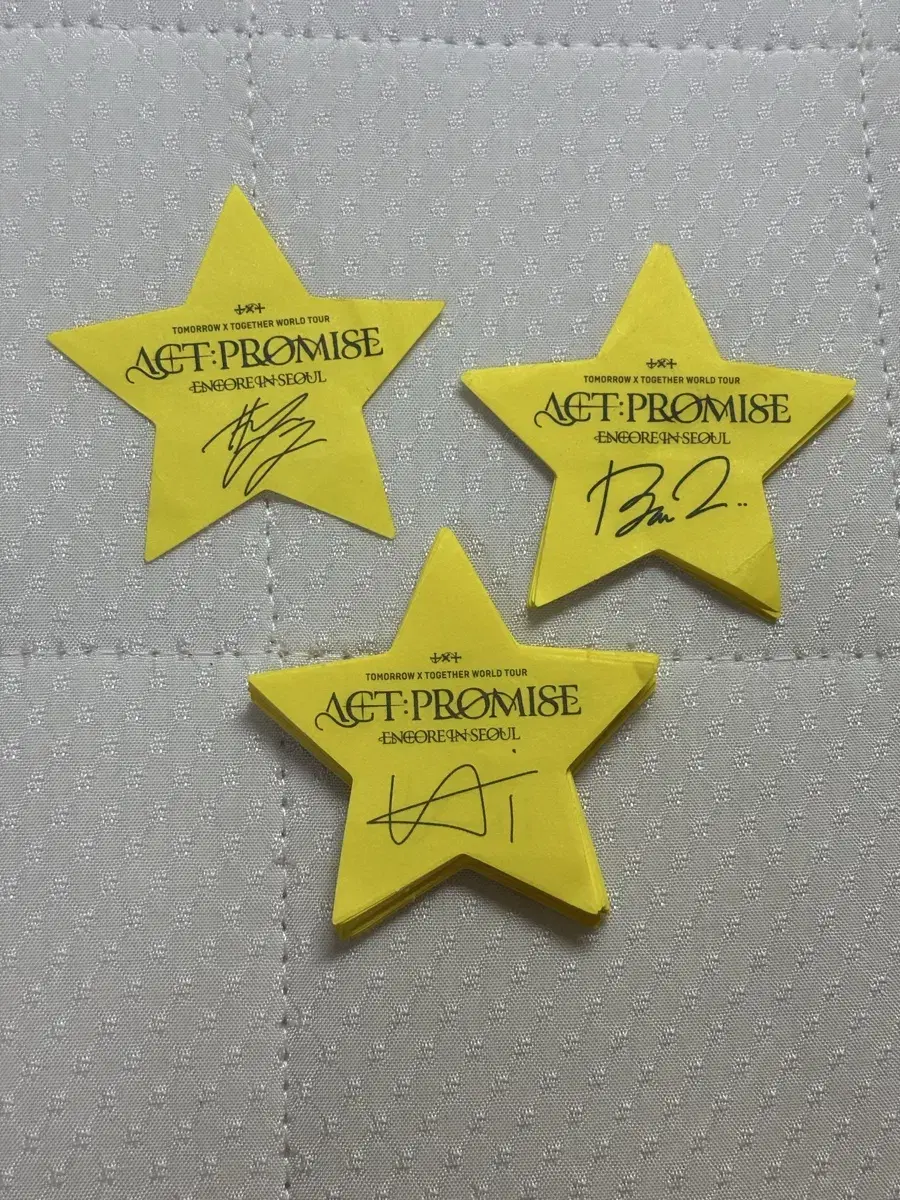 TOMORROW X TOGETHER WORLD TOUR
ACT:PROMISE
ENCORE IN SEOUL
TOMORROW X TOGETHER WORLD TOUR
ACT:PROMISE
ENCORE IN SEOUL
TOMORROW X TOGETHER WORLD TOUR
ACT:PROMISE
ENCORE IN SEOUL